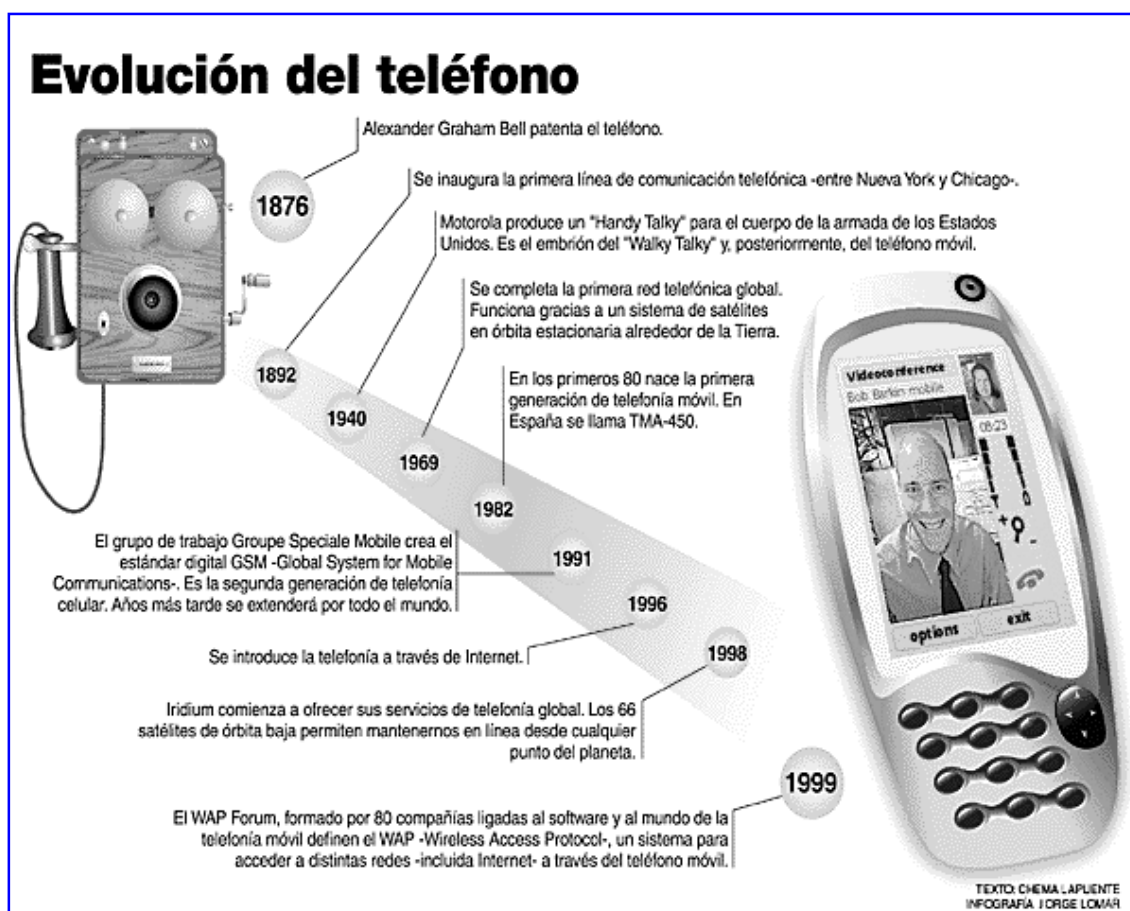 Evolución del teléfono
Alexander Graham Bell patenta el teléfono.
1876
Se inaugura la primera línea de comunicación telefónica -entre Nueva York y Chicago-.
1892
Motorola produce un "Handy Talky" para el cuerpo de la armada de los Estados
Unidos. Es el embrión del "Walky Talky" y, posteriormente, del teléfono móvil.
1940
Se completa la primera red telefónica global.
Funciona gracias a un sistema de satélites
en órbita estacionaria alrededor de la Tierra.
1969
En los primeros 80 nace la primera
generación de telefonía móvil. En
España se llama TMA-450.
1982
El grupo de trabajo Groupe Speciale Mobile crea el
estándar digital GSM -Global System for Mobile
Communications-. Es la segunda generación de telefonía
celular. Años más tarde se extenderá por todo el mundo.
1991
Se introduce la telefonía a través de Internet.
1996
Iridium comienza a ofrecer sus servicios de telefonía global. Los 66
satélites de órbita baja permiten mantenernos en línea desde cualquier
punto del planeta.
1998
El WAP Forum, formado por 80 compañías ligadas al software y al mundo de la
telefonía móvil definen el WAP -Wireless Access Protocol-, un sistema para
acceder a distintas redes -incluida Internet- a través del teléfono móvil.
1999
Videoconference
Bob mobile
08:23
options
exit
TEXTO: CHEMA LAPUENTE
INFOGRAFÍA JORGE LOMAR